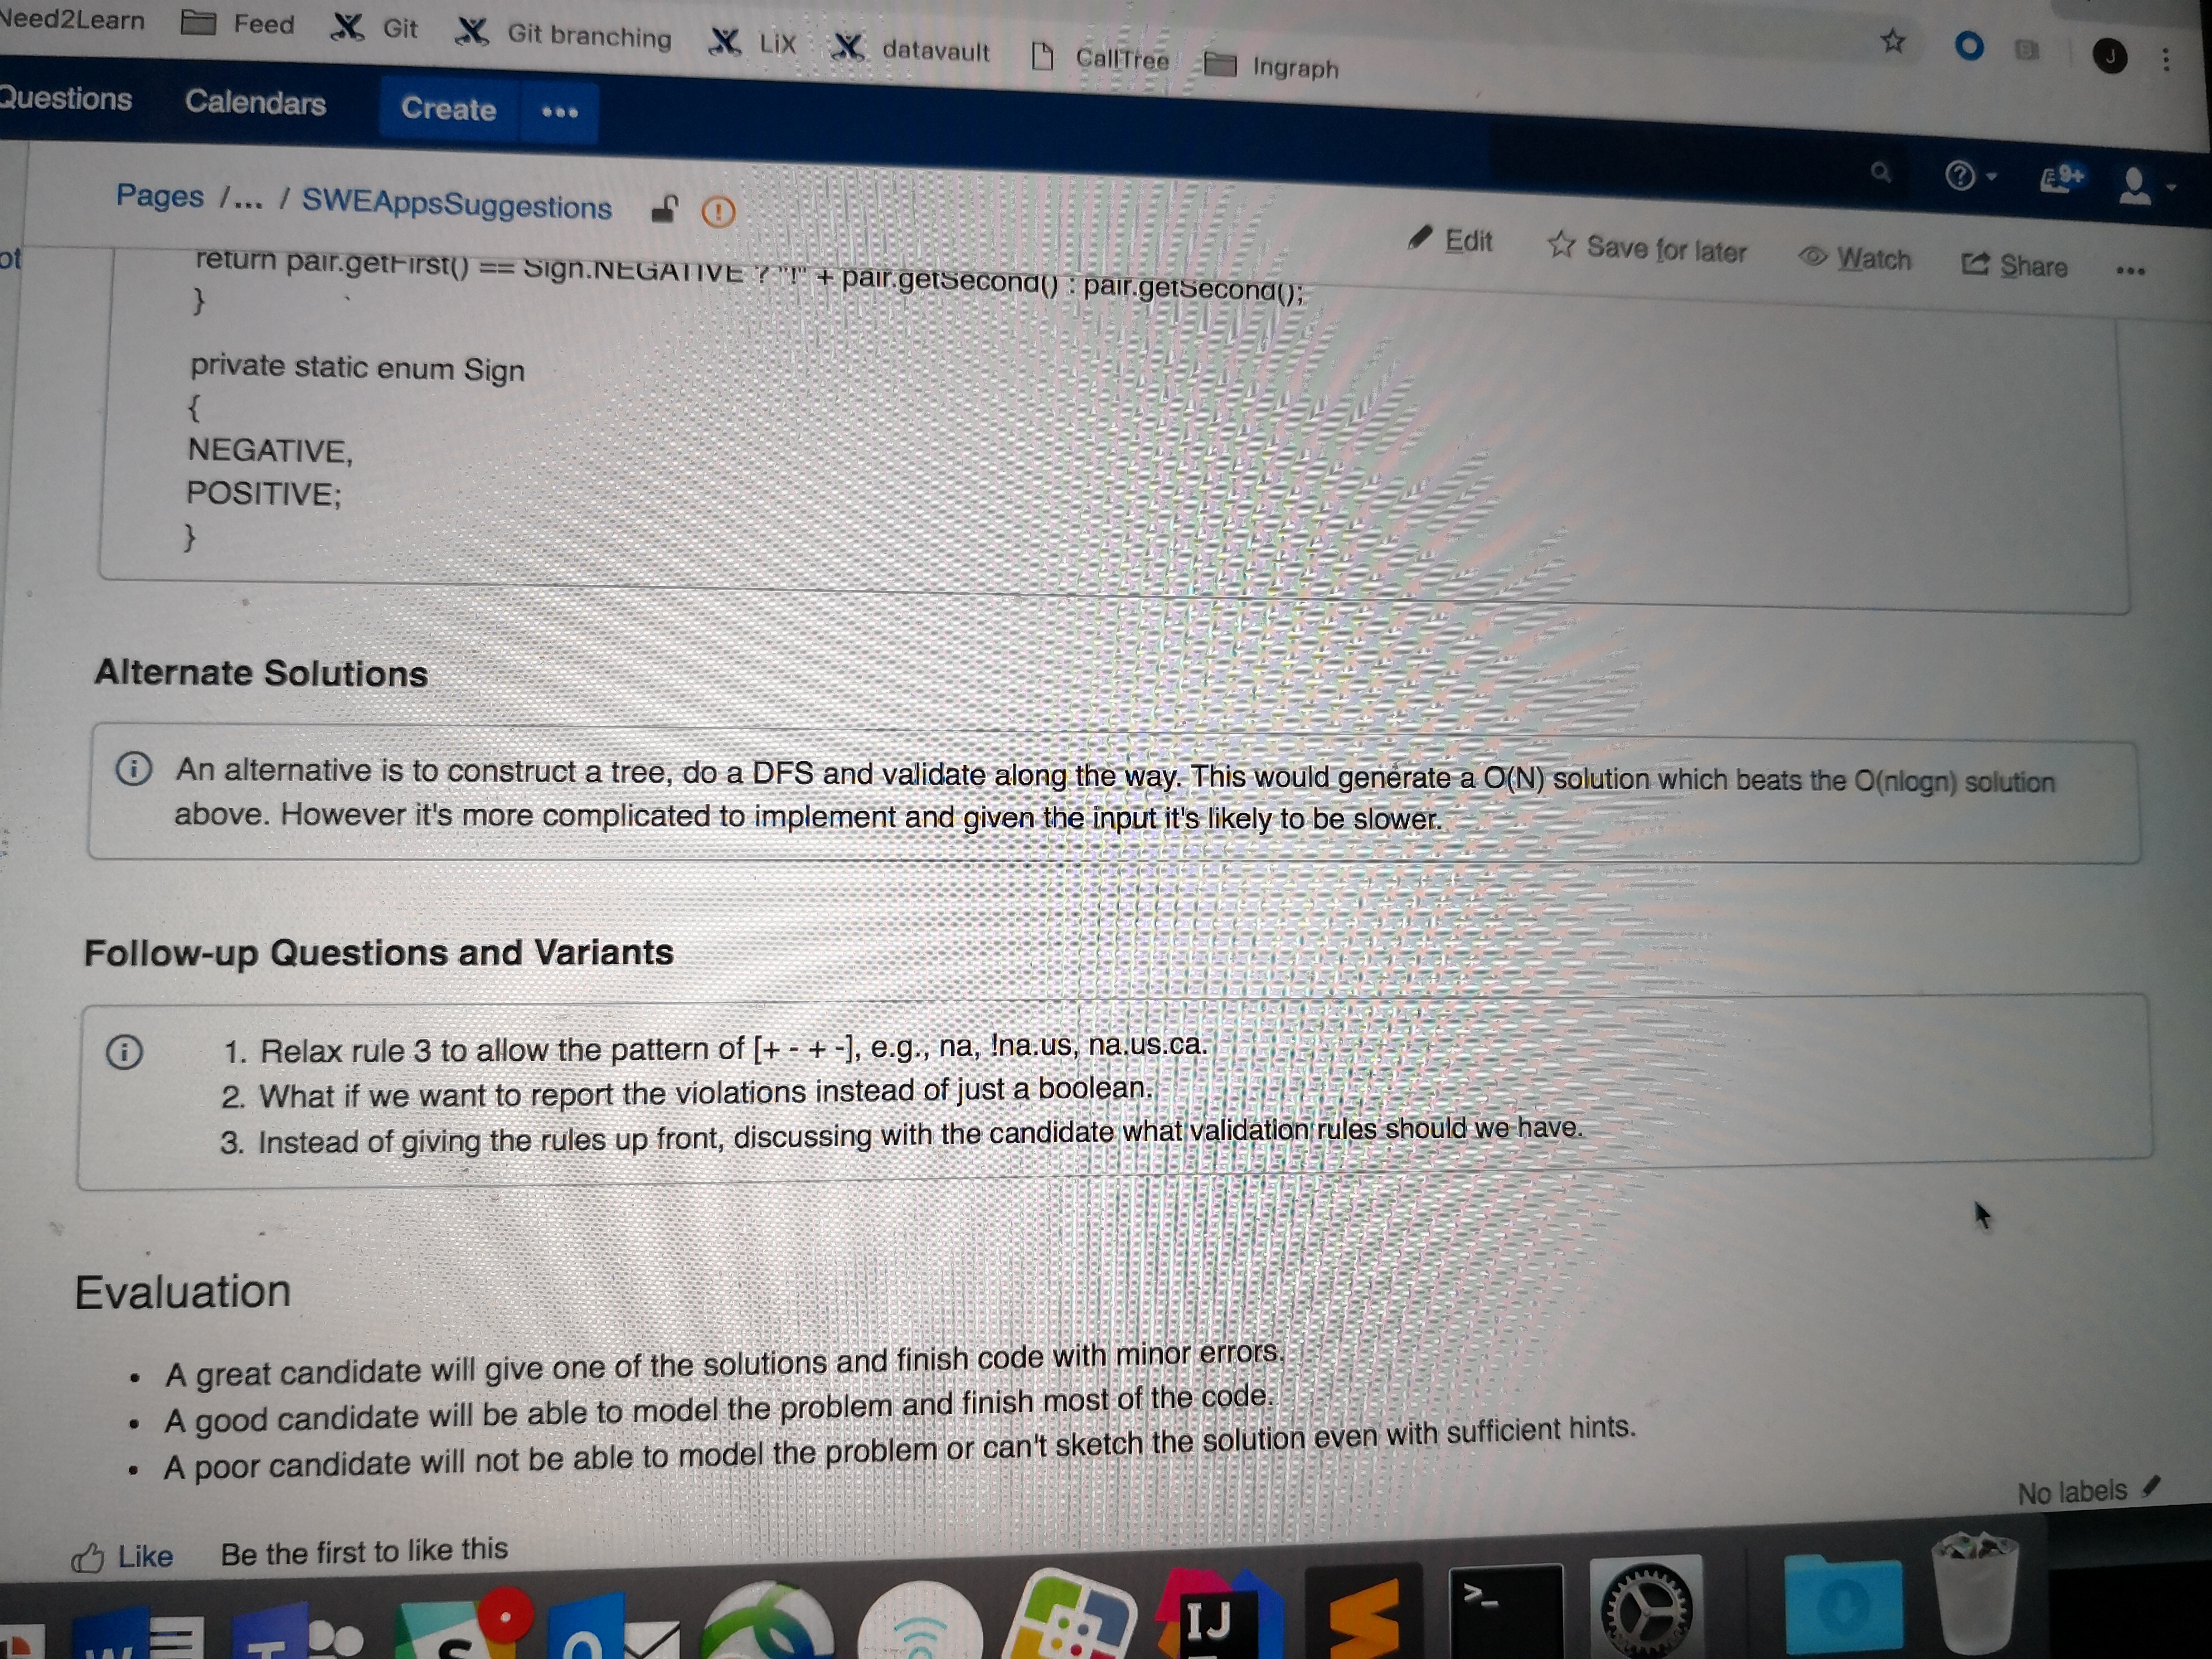 Need2Learn Feed Git Git branching LiX datavault CallTree Ingraph J
Questions Calendars Create •••
9+
Pages /... / SWEAppsSuggestions
Edit Save for later Watch Share •••
ot
return pair.getFirst() == Sign.NEGATIVE ? "!" + pair.getSecond() : pair.getSecond();
}
private static enum Sign
{
NEGATIVE,
POSITIVE;
}
Alternate Solutions
An alternative is to construct a tree, do a DFS and validate along the way. This would generate a O(N) solution which beats the O(nlogn) solution
above. However it's more complicated to implement and given the input it's likely to be slower.
Follow-up Questions and Variants
1. Relax rule 3 to allow the pattern of [+ - + -], e.g., na, !na.us, na.us.ca.
2. What if we want to report the violations instead of just a boolean.
3. Instead of giving the rules up front, discussing with the candidate what validation rules should we have.
Evaluation
• A great candidate will give one of the solutions and finish code with minor errors.
• A good candidate will be able to model the problem and finish most of the code.
• A poor candidate will not be able to model the problem or can't sketch the solution even with sufficient hints.
No labels
Like Be the first to like this
W T S O IJ >_